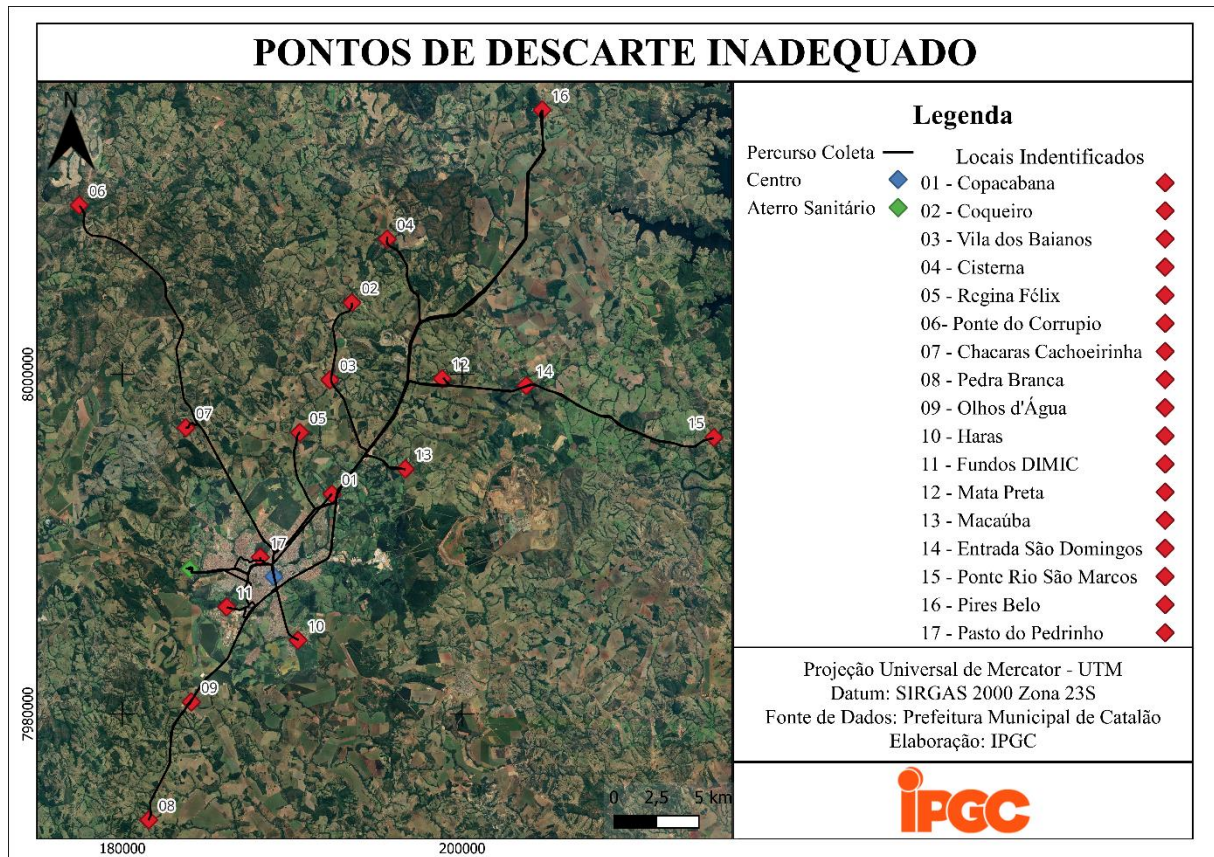 PONTOS DE DESCARTE INADEQUADO
N
16
06
04
02
03
12
14
07
05
15
13
01
17
11
10
09
08
8000000
7980000
180000
200000
0 2,5 5 km
Legenda
Percurso Coleta
Centro
Aterro Sanitário
Locais Indentificados
01 - Copacabana
02 - Coqueiro
03 - Vila dos Baianos
04 - Cisterna
05 - Regina Félix
06- Ponte do Corrupio
07 - Chacaras Cachoeirinha
08 - Pedra Branca
09 - Olhos d'Água
10 - Haras
11 - Fundos DIMIC
12 - Mata Preta
13 - Macaúba
14 - Entrada São Domingos
15 - Ponte Rio São Marcos
16 - Pires Belo
17 - Pasto do Pedrinho
Projeção Universal de Mercator - UTM
Datum: SIRGAS 2000 Zona 23S
Fonte de Dados: Prefeitura Municipal de Catalão
Elaboração: IPGC
iPGC